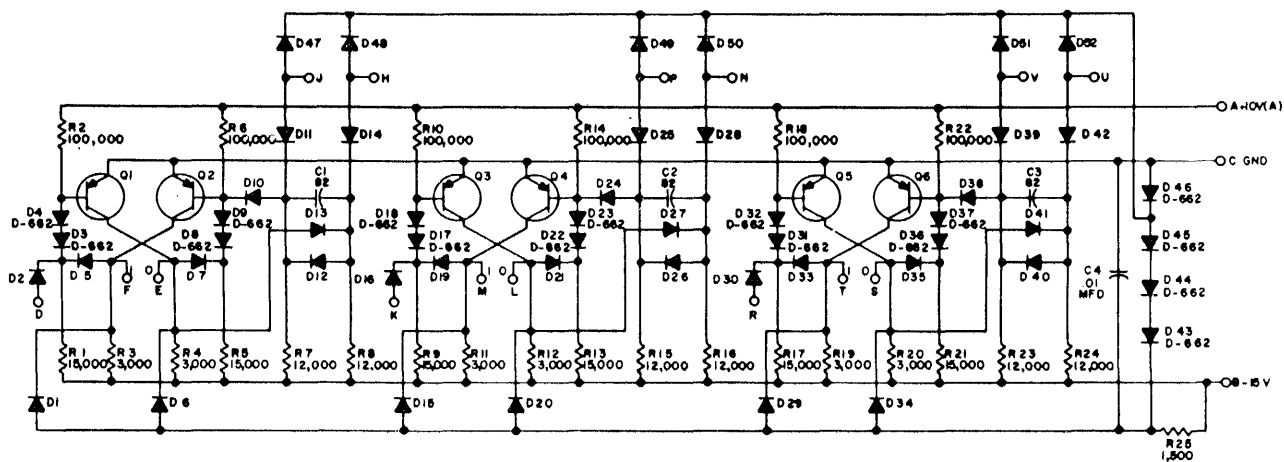 D47
D48
D49
D50
D51
D52
J
H
P
N
V
U
A+10V(A)
R2
100,000
R6
100,000
D11
D14
R10
100,000
R14
100,000
D25
D28
R18
100,000
R22
100,000
D39
D42
C GND
Q1
Q2
D10
C1
82
Q3
Q4
D24
C2
82
Q5
Q6
D38
C3
82
D46
D-662
D4
D-662
D9
D-662
D13
D18
D-662
D23
D-662
D27
D32
D-662
D37
D-662
D41
D45
D-662
D3
D-662
D8
D-662
D17
D-662
D22
D-662
D31
D-662
D36
D-662
D2
D5
D7
D12
D16
D19
D21
D26
D30
D33
D35
D40
C4
.01
MFD
D44
D-662
D
1
F
0
E
K
1
M
0
L
R
1
T
0
S
D43
D-662
R1
15,000
R3
3,000
R4
3,000
R5
15,000
R7
12,000
R8
12,000
R9
15,000
R11
3,000
R12
3,000
R13
15,000
R15
12,000
R16
12,000
R17
15,000
R19
3,000
R20
3,000
R21
15,000
R23
12,000
R24
12,000
B-15V
D1
D6
D15
D20
D29
D34
R25
1,500